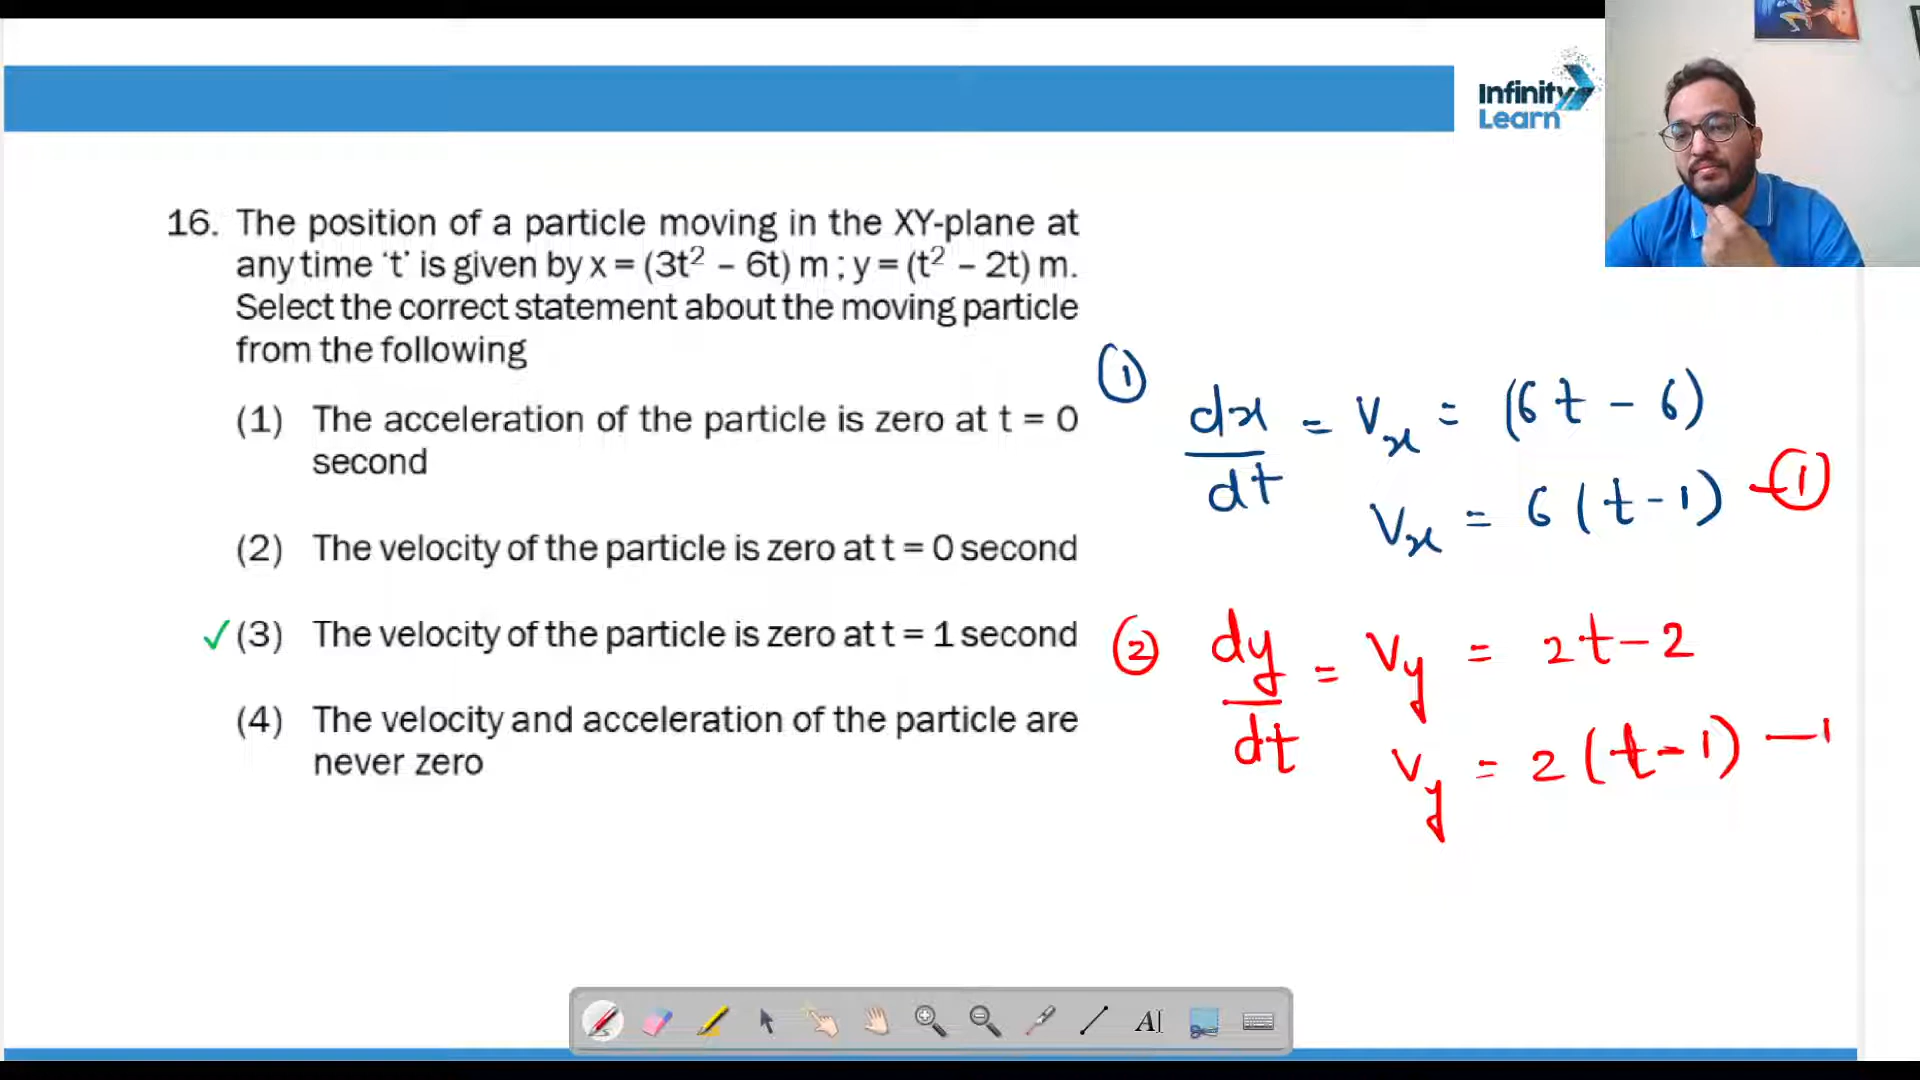 Infinity
Learn
16. The position of a particle moving in the XY-plane at
any time ‘t’ is given by x = (3t² – 6t) m ; y = (t² – 2t) m.
Select the correct statement about the moving particle
from the following
(1) The acceleration of the particle is zero at t = 0
second
(2) The velocity of the particle is zero at t = 0 second
✓(3) The velocity of the particle is zero at t = 1 second
(4) The velocity and acceleration of the particle are
never zero
① dx/dt = Vx = (6t - 6)
Vx = 6(t-1) -①
② dy/dt = Vy = 2t-2
Vy = 2(t-1) -1
A